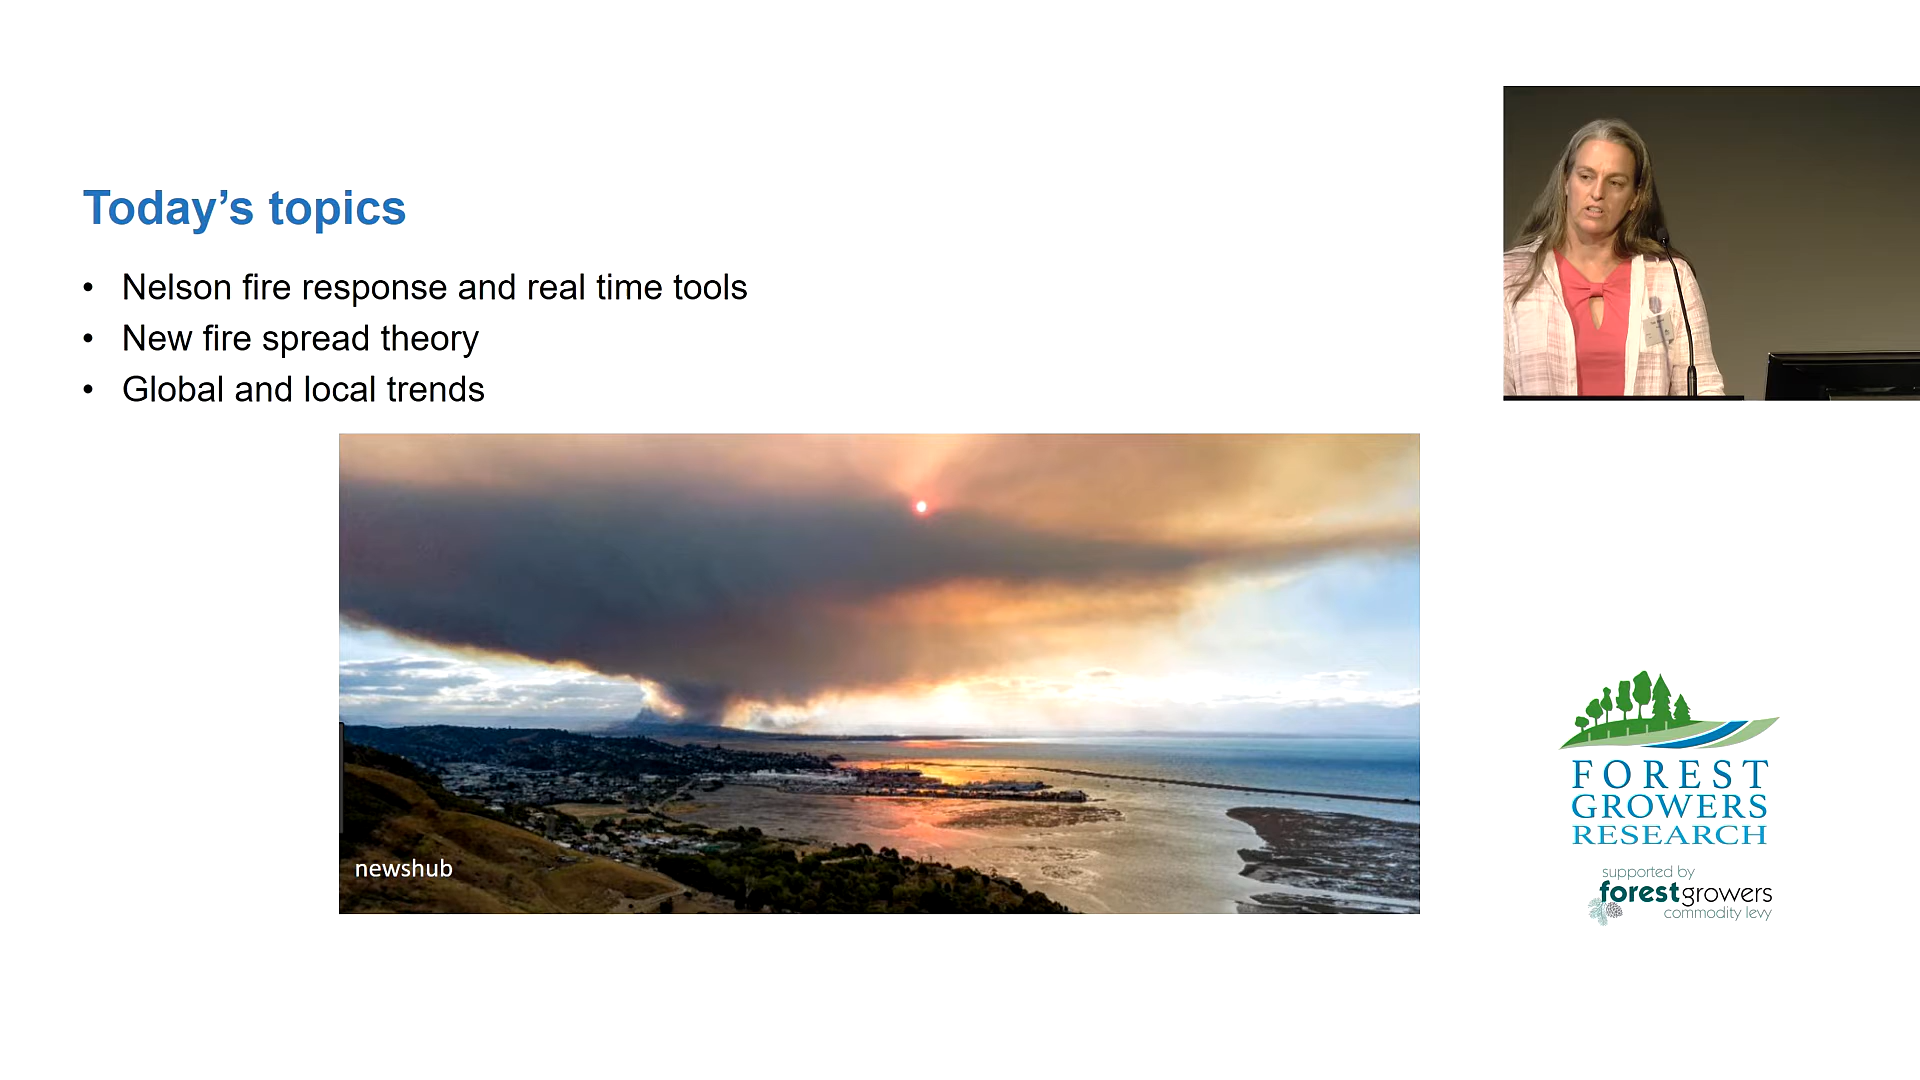 Today’s topics
• Nelson fire response and real time tools
• New fire spread theory
• Global and local trends
newshub
FOREST
GROWERS
RESEARCH
supported by
forestgrowers
commodity levy